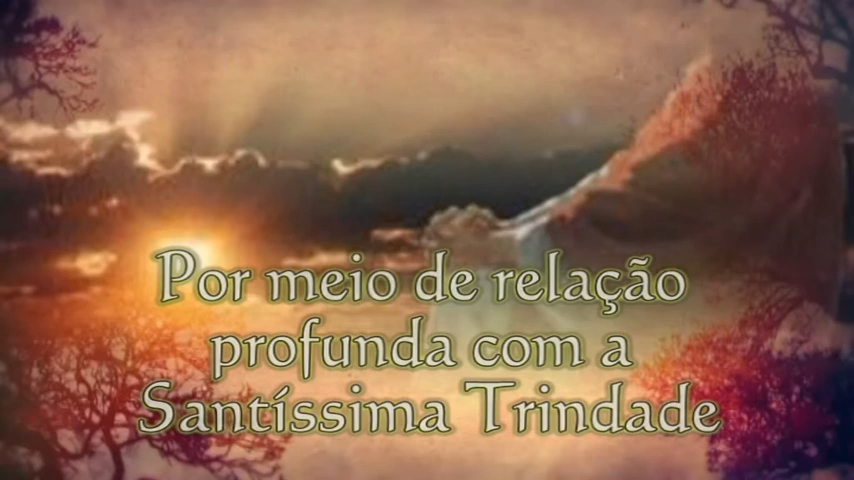 Por meio de relação
profunda com a
Santíssima Trindade